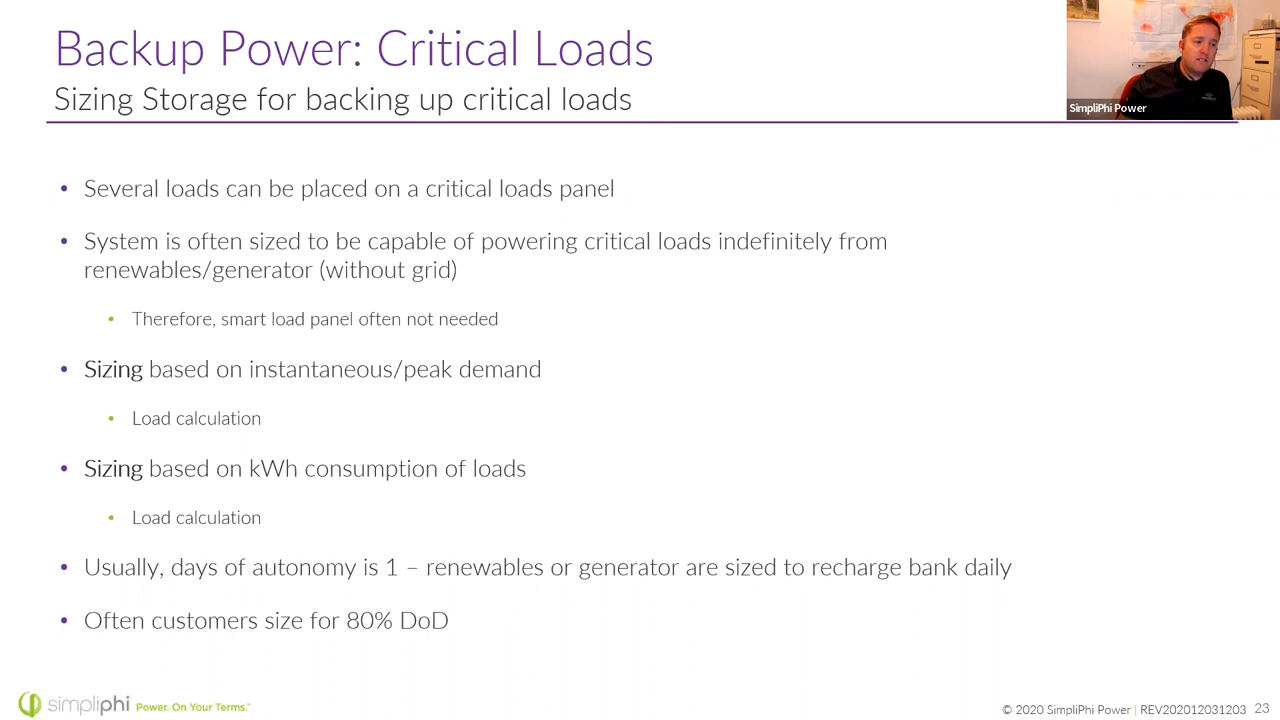 Backup Power: Critical Loads
Sizing Storage for backing up critical loads
SimpliPhi Power
• Several loads can be placed on a critical loads panel
• System is often sized to be capable of powering critical loads indefinitely from
renewables/generator (without grid)
• Therefore, smart load panel often not needed
• Sizing based on instantaneous/peak demand
• Load calculation
• Sizing based on kWh consumption of loads
• Load calculation
• Usually, days of autonomy is 1 – renewables or generator are sized to recharge bank daily
• Often customers size for 80% DoD
simpliphi Power. On Your Terms.™
© 2020 SimpliPhi Power | REV202012031203 23